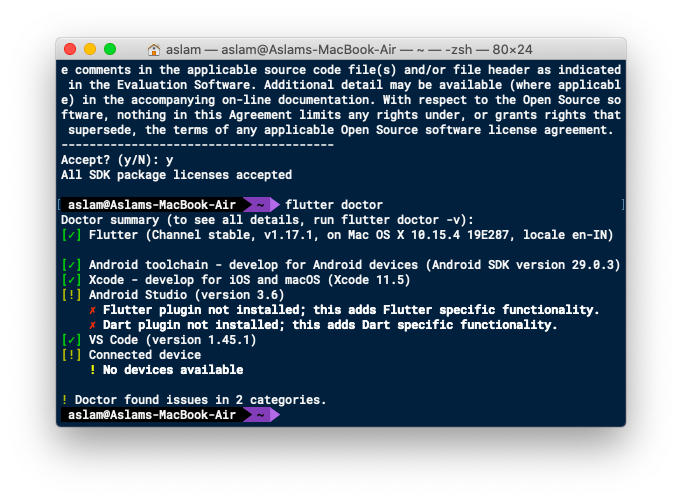 aslam — aslam@Aslams-MacBook-Air — ~ — -zsh — 80×24
e comments in the applicable source code file(s) and/or file header as indicated
in the Evaluation Software. Additional detail may be available (where applicabl
e) in the accompanying on-line documentation. With respect to the Open Source so
ftware, nothing in this Agreement limits any rights under, or grants rights that
supersede, the terms of any applicable Open Source software license agreement.
---------------------------------------
Accept? (y/N): y
All SDK package licenses accepted
[ aslam@Aslams-MacBook-Air ~ flutter doctor ]
Doctor summary (to see all details, run flutter doctor -v):
[✓] Flutter (Channel stable, v1.17.1, on Mac OS X 10.15.4 19E287, locale en-IN)
[✓] Android toolchain - develop for Android devices (Android SDK version 29.0.3)
[✓] Xcode - develop for iOS and macOS (Xcode 11.5)
[!] Android Studio (version 3.6)
✗ Flutter plugin not installed; this adds Flutter specific functionality.
✗ Dart plugin not installed; this adds Dart specific functionality.
[✓] VS Code (version 1.45.1)
[!] Connected device
! No devices available
! Doctor found issues in 2 categories.
aslam@Aslams-MacBook-Air ~